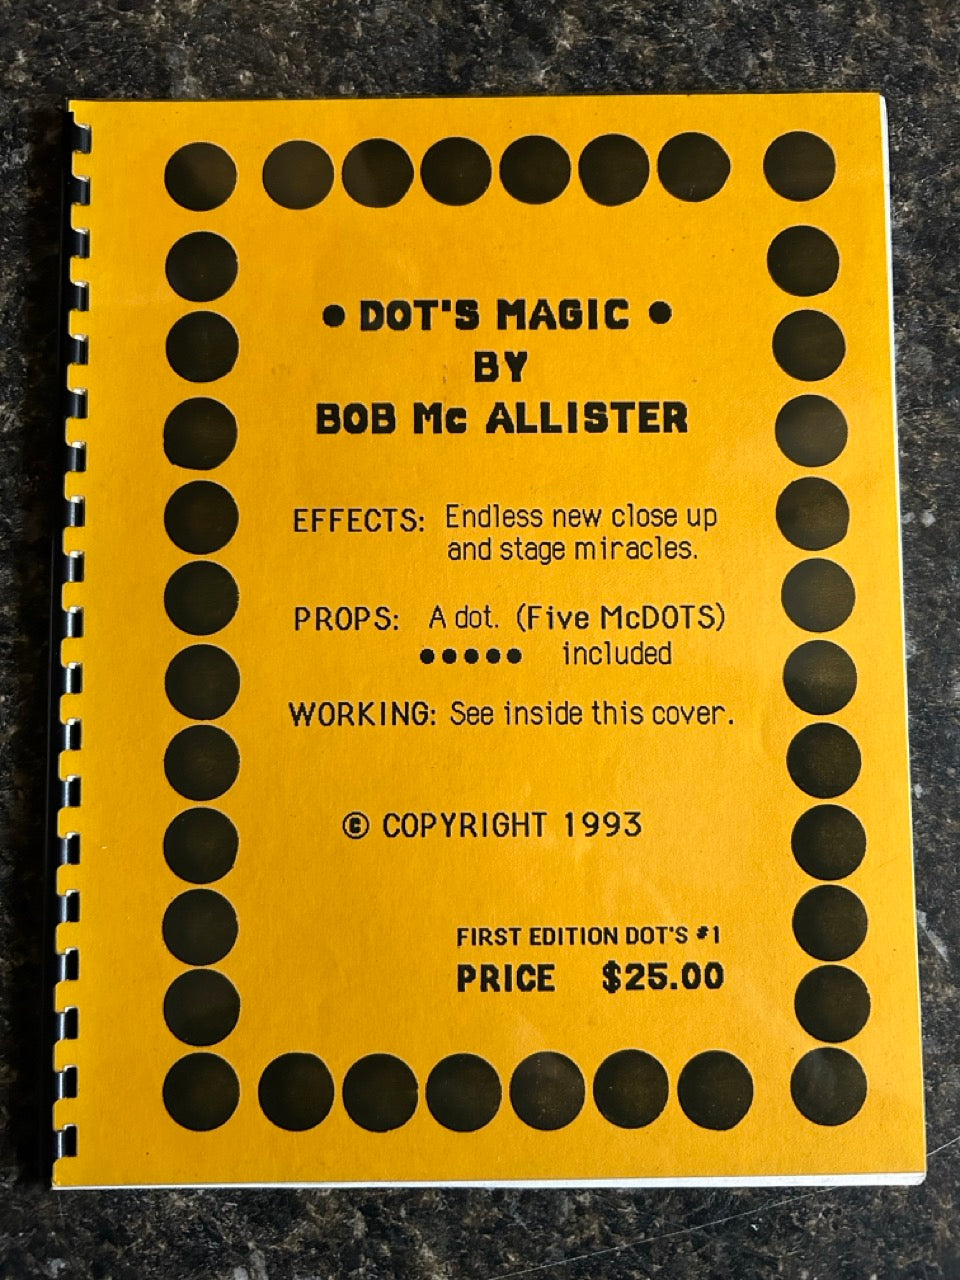 • DOT'S MAGIC •
BY
BOB Mc ALLISTER
EFFECTS: Endless new close up
and stage miracles.
PROPS: A dot. (Five McDOTS)
••••• included
WORKING: See inside this cover.
© COPYRIGHT 1993
FIRST EDITION DOT'S #1
PRICE $25.00